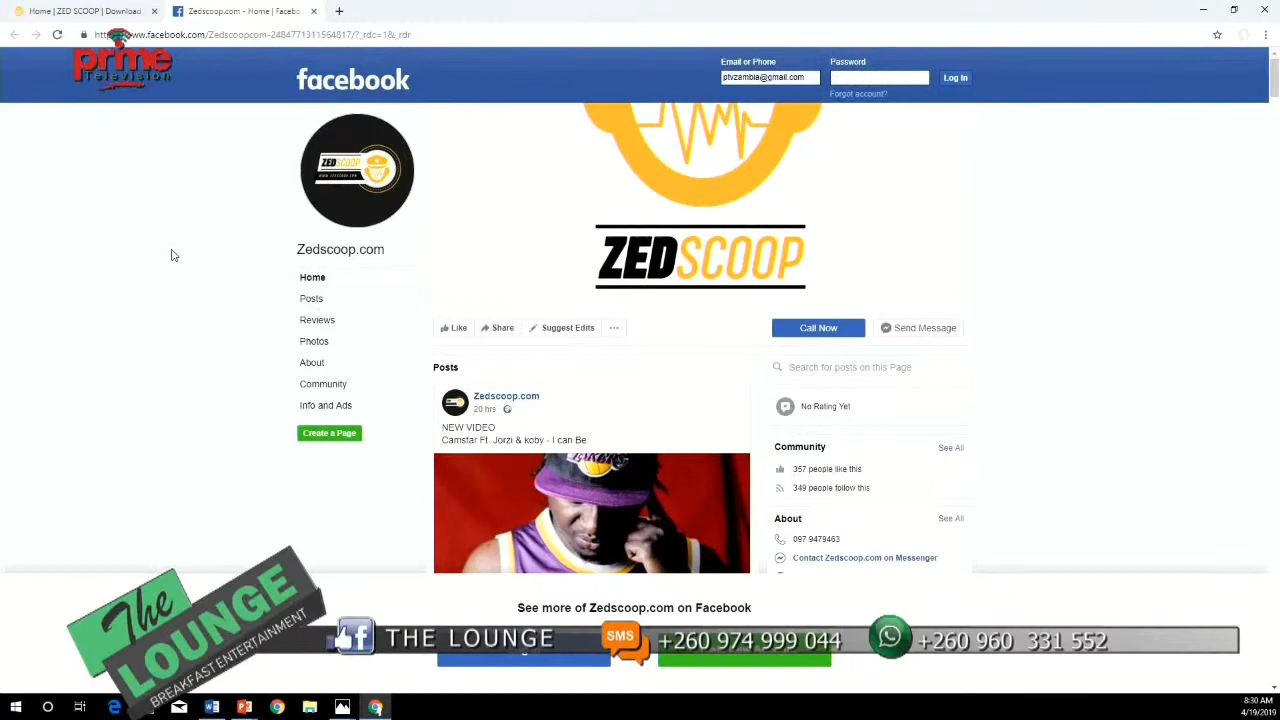 Home | ZED SCOOP | Download
Zedscoop.com - Home | Faceb
https://www.facebook.com/Zedscoopcom-2484771311564817/?_rdc=1&_rdr
prime
Television
facebook
Email or Phone
Password
ptvzambia@gmail.com
Log In
Forgot account?
ZEDSCOOP
WWW.ZEDSCOOP.COM
ZEDSCOOP
Zedscoop.com
Home
Posts
Reviews
Photos
About
Community
Info and Ads
Create a Page
Like
Share
Suggest Edits
...
Call Now
Send Message
Posts
Search for posts on this Page
Zedscoop.com
20 hrs
NEW VIDEO
Camstar Ft. Jorzi & koby - I can Be
No Rating Yet
Community
See All
357 people like this
349 people follow this
About
See All
097 9479463
Contact Zedscoop.com on Messenger
See more of Zedscoop.com on Facebook
The
LOUNGE
BREAKFAST ENTERTAINMENT
THE LOUNGE
SMS
+260 974 999 044
+260 960 331 552
8:30 AM
4/19/2019